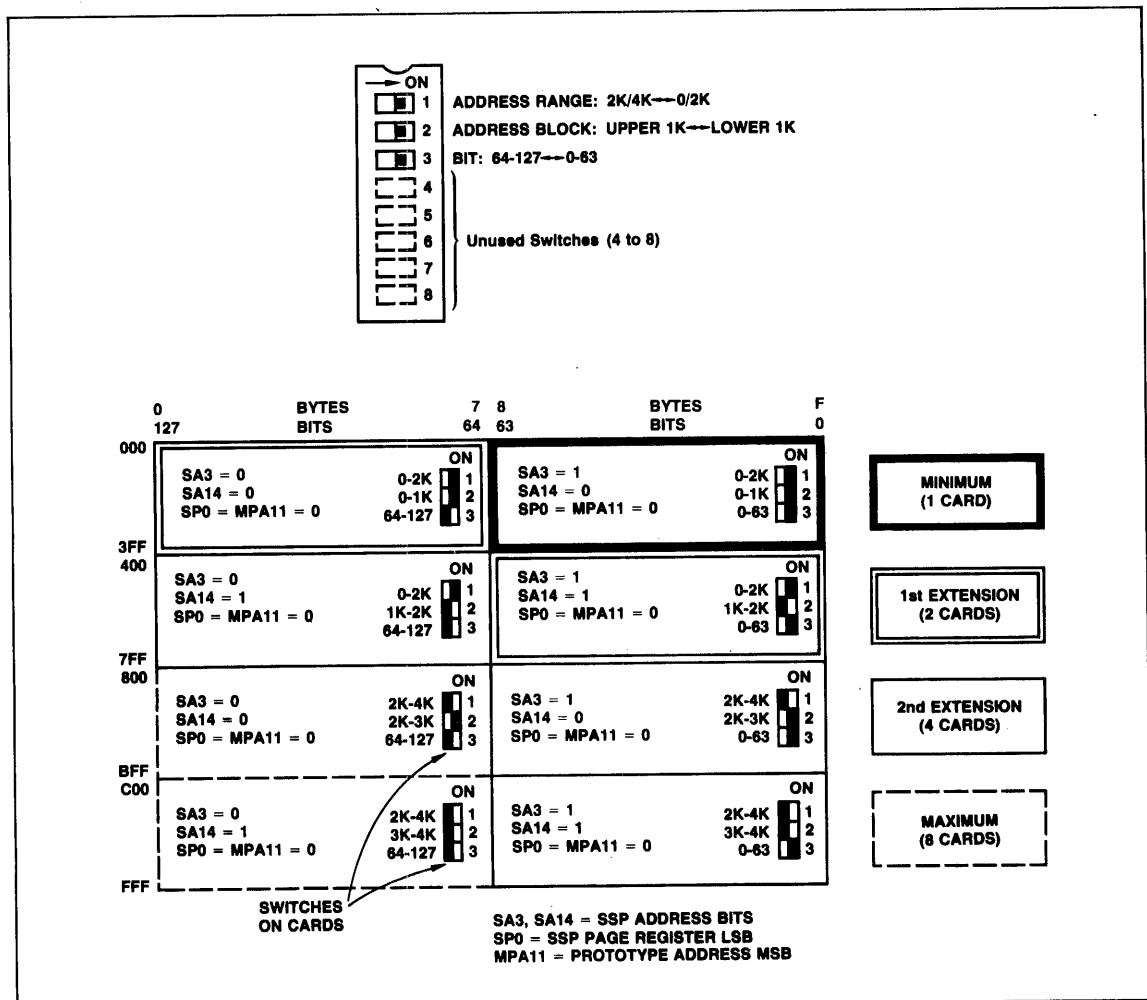 → ON
1 ADDRESS RANGE: 2K/4K↔0/2K
2 ADDRESS BLOCK: UPPER 1K↔LOWER 1K
3 BIT: 64-127↔0-63
4
5
6 Unused Switches (4 to 8)
7
8
0 BYTES 7 8 BYTES F
127 BITS 64 63 BITS 0
000
ON
SA3 = 0 0-2K 1
SA14 = 0 0-1K 2
SP0 = MPA11 = 0 64-127 3
ON
SA3 = 1 0-2K 1
SA14 = 0 0-1K 2
SP0 = MPA11 = 0 0-63 3
MINIMUM
(1 CARD)
3FF
400
ON
SA3 = 0 0-2K 1
SA14 = 1 1K-2K 2
SP0 = MPA11 = 0 64-127 3
ON
SA3 = 1 0-2K 1
SA14 = 1 1K-2K 2
SP0 = MPA11 = 0 0-63 3
1st EXTENSION
(2 CARDS)
7FF
800
ON
SA3 = 0 2K-4K 1
SA14 = 0 2K-3K 2
SP0 = MPA11 = 0 64-127 3
ON
SA3 = 1 2K-4K 1
SA14 = 0 2K-3K 2
SP0 = MPA11 = 0 0-63 3
2nd EXTENSION
(4 CARDS)
BFF
C00
ON
SA3 = 0 2K-4K 1
SA14 = 1 3K-4K 2
SP0 = MPA11 = 0 64-127 3
ON
SA3 = 1 2K-4K 1
SA14 = 1 3K-4K 2
SP0 = MPA11 = 0 0-63 3
MAXIMUM
(8 CARDS)
FFF
SWITCHES
ON CARDS
SA3, SA14 = SSP ADDRESS BITS
SP0 = SSP PAGE REGISTER LSB
MPA11 = PROTOTYPE ADDRESS MSB